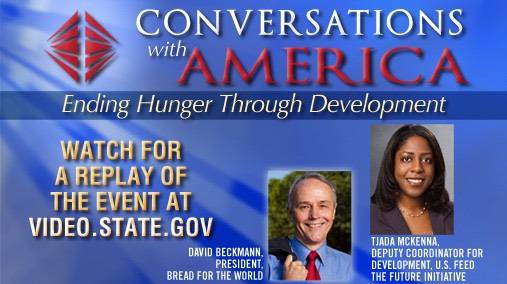 CONVERSATIONS
with
AMERICA
Ending Hunger Through Development
WATCH FOR
A REPLAY OF
THE EVENT AT
VIDEO.STATE.GOV
DAVID BECKMANN,
PRESIDENT,
BREAD FOR THE WORLD
TJADA MCKENNA,
DEPUTY COORDINATOR FOR
DEVELOPMENT, U.S. FEED
THE FUTURE INITIATIVE